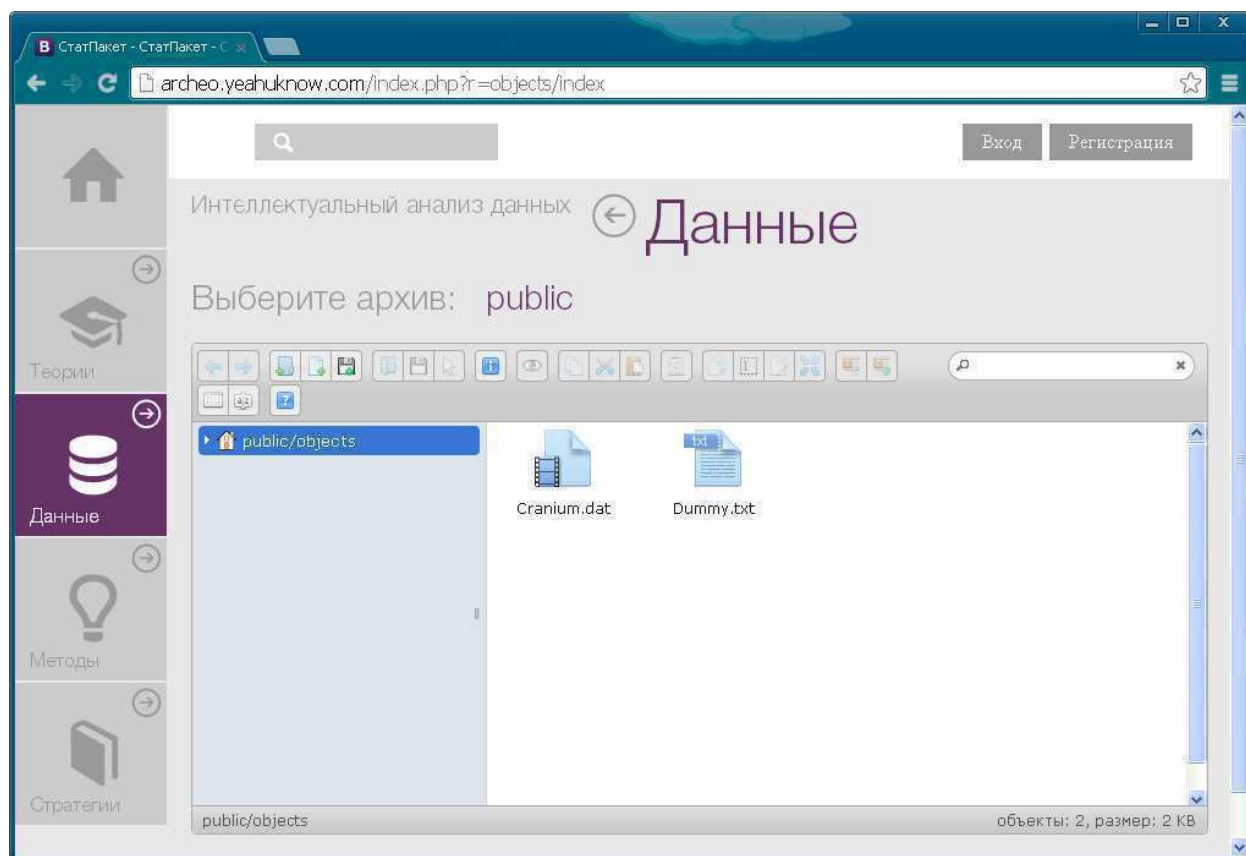 СтатПакет - СтатПакет - С
archeo.yeahuknow.com/index.php?r=objects/index
Вход Регистрация
Интеллектуальный анализ данных Данные
Выберите архив: public
Теории
Данные
Методы
Стратегии
public/objects
txt
Cranium.dat Dummy.txt
public/objects объекты: 2, размер: 2 KB